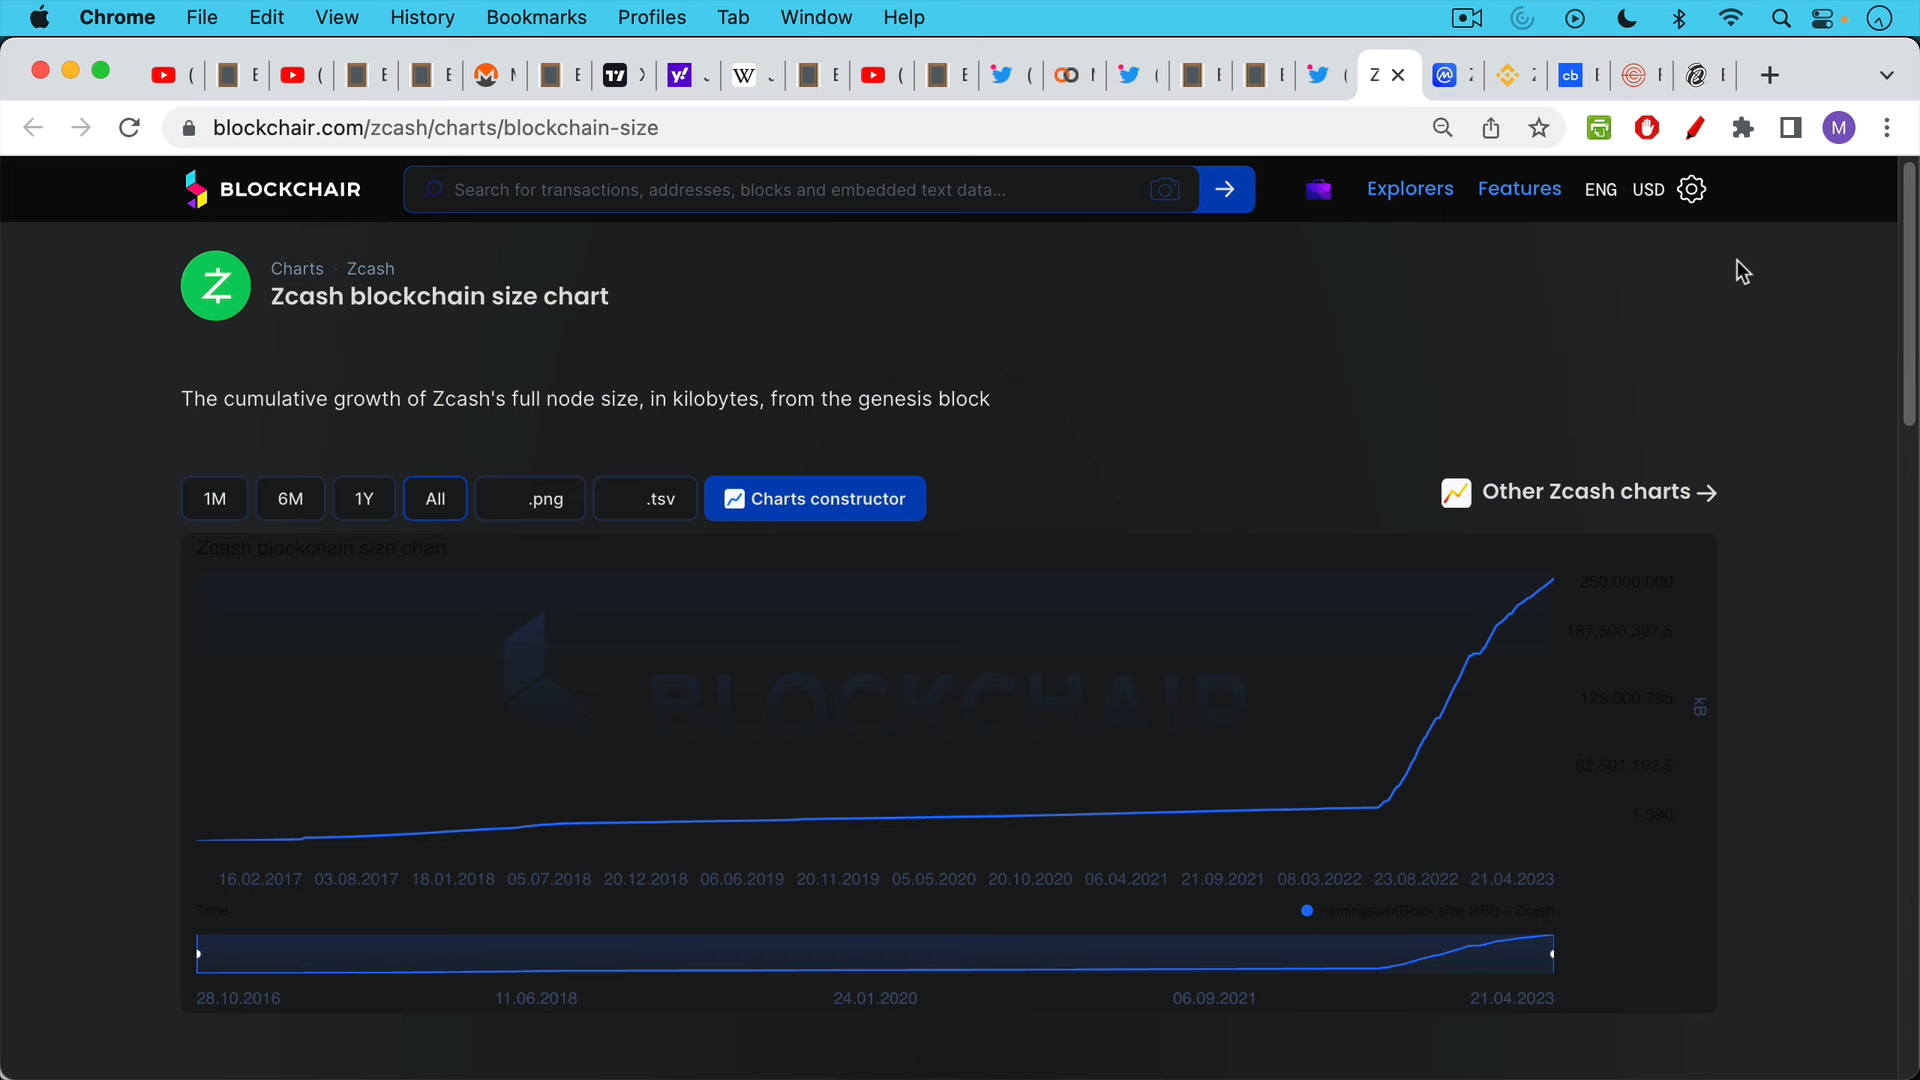 Chrome File Edit View History Bookmarks Profiles Tab Window Help
blockchair.com/zcash/charts/blockchain-size
M
BLOCKCHAIR
Search for transactions, addresses, blocks and embedded text data...
Explorers Features ENG USD
Charts Zcash
Zcash blockchain size chart
The cumulative growth of Zcash's full node size, in kilobytes, from the genesis block
1M 6M 1Y All .png .tsv Charts constructor
Other Zcash charts
Zcash blockchain size chart
250,000,000
187,500,397.5
125,000,795
62,501,192.5
1,590
kB
BLOCKCHAIR
16.02.2017 03.08.2017 18.01.2018 05.07.2018 20.12.2018 06.06.2019 20.11.2019 05.05.2020 20.10.2020 06.04.2021 21.09.2021 08.03.2022 23.08.2022 21.04.2023
Time
runningsum(Block size (kB)) – Zcash
28.10.2016 11.06.2018 24.01.2020 06.09.2021 21.04.2023